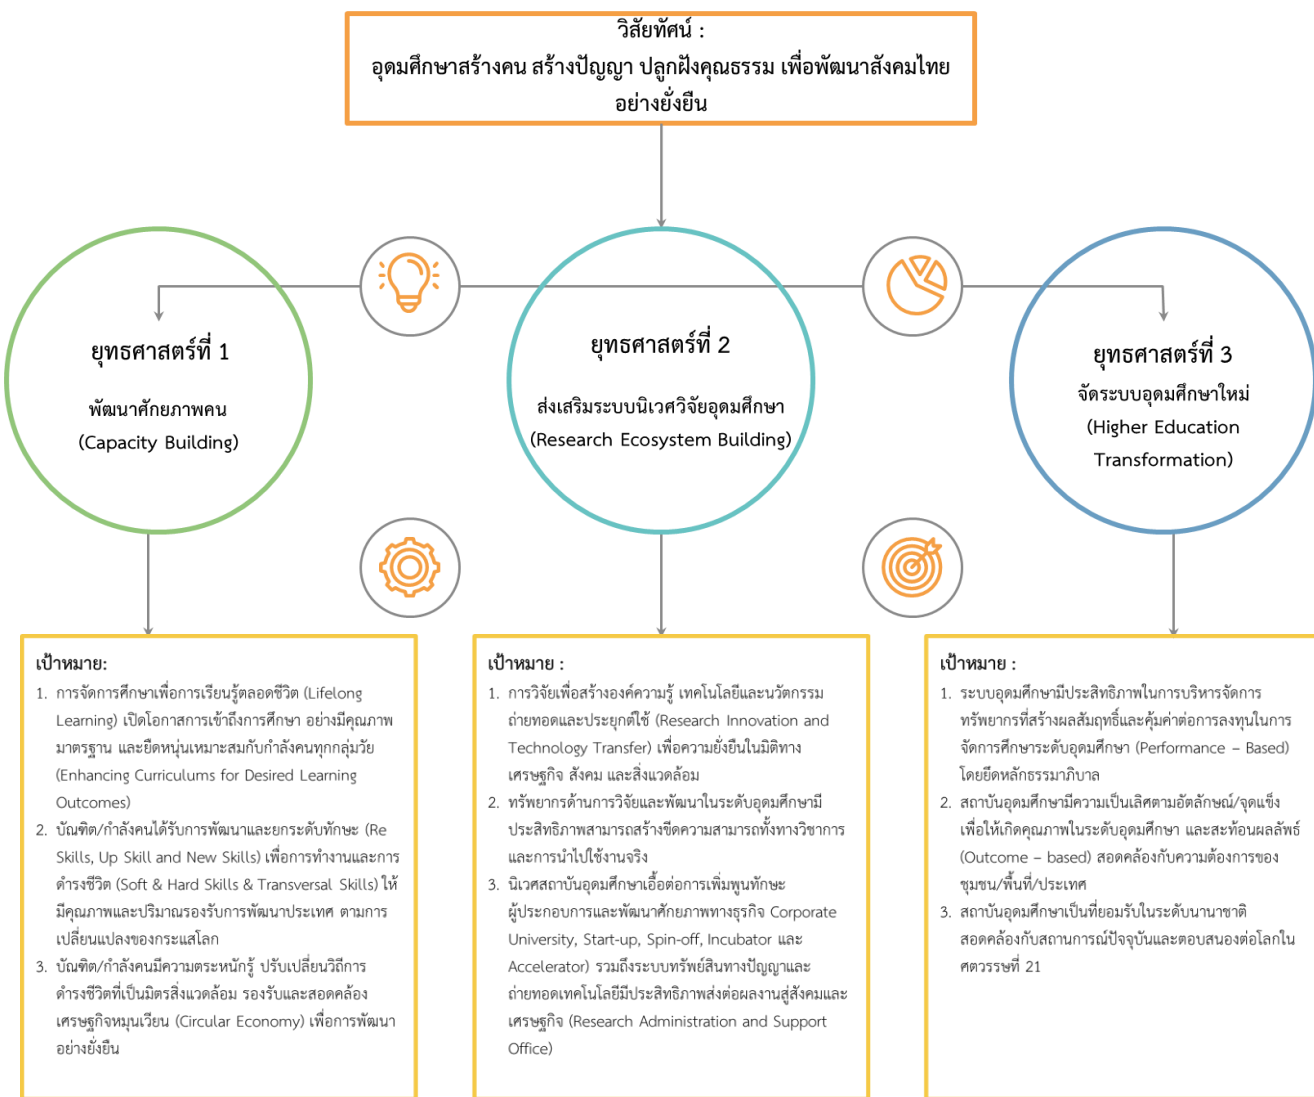 วิสัยทัศน์ :
อุดมศึกษาสร้างคน สร้างปัญญา ปลูกฝังคุณธรรม เพื่อพัฒนาสังคมไทย
อย่างยั่งยืน
ยุทธศาสตร์ที่ 1
พัฒนาศักยภาพคน
(Capacity Building)
ยุทธศาสตร์ที่ 2
ส่งเสริมระบบนิเวศวิจัยอุดมศึกษา
(Research Ecosystem Building)
ยุทธศาสตร์ที่ 3
จัดระบบอุดมศึกษาใหม่
(Higher Education
Transformation)
เป้าหมาย:
1. การจัดการศึกษาเพื่อการเรียนรู้ตลอดชีวิต (Lifelong
Learning) เปิดโอกาสการเข้าถึงการศึกษา อย่างมีคุณภาพ
มาตรฐาน และยืดหนุ่นเหมาะสมกับกำลังคนทุกกลุ่มวัย
(Enhancing Curriculums for Desired Learning
Outcomes)
2. บัณฑิต/กำลังคนได้รับการพัฒนาและยกระดับทักษะ (Re
Skills, Up Skill and New Skills) เพื่อการทำงานและการ
ดำรงชีวิต (Soft & Hard Skills & Transversal Skills) ให้
มีคุณภาพและปริมาณรองรับการพัฒนาประเทศ ตามการ
เปลี่ยนแปลงของกระแสโลก
3. บัณฑิต/กำลังคนมีความตระหนักรู้ ปรับเปลี่ยนวิถีการ
ดำรงชีวิตที่เป็นมิตรสิ่งแวดล้อม รองรับและสอดคล้อง
เศรษฐกิจหมุนเวียน (Circular Economy) เพื่อการพัฒนา
อย่างยั่งยืน
เป้าหมาย :
1. การวิจัยเพื่อสร้างองค์ความรู้ เทคโนโลยีและนวัตกรรม
ถ่ายทอดและประยุกต์ใช้ (Research Innovation and
Technology Transfer) เพื่อความยั่งยืนในมิติทาง
เศรษฐกิจ สังคม และสิ่งแวดล้อม
2. ทรัพยากรด้านการวิจัยและพัฒนาในระดับอุดมศึกษามี
ประสิทธิภาพสามารถสร้างขีดความสามารถทั้งทางวิชาการ
และการนำไปใช้งานจริง
3. นิเวศสถาบันอุดมศึกษาเอื้อต่อการเพิ่มพูนทักษะ
ผู้ประกอบการและพัฒนาศักยภาพทางธุรกิจ Corporate
University, Start-up, Spin-off, Incubator และ
Accelerator) รวมถึงระบบทรัพย์สินทางปัญญาและ
ถ่ายทอดเทคโนโลยีมีประสิทธิภาพส่งต่อผลงานสู่สังคมและ
เศรษฐกิจ (Research Administration and Support
Office)
เป้าหมาย :
1. ระบบอุดมศึกษามีประสิทธิภาพในการบริหารจัดการ
ทรัพยากรที่สร้างผลสัมฤทธิ์และคุ้มค่าต่อการลงทุนในการ
จัดการศึกษาระดับอุดมศึกษา (Performance – Based)
โดยยึดหลักธรรมาภิบาล
2. สถาบันอุดมศึกษามีความเป็นเลิศตามอัตลักษณ์/จุดแข็ง
เพื่อให้เกิดคุณภาพในระดับอุดมศึกษา และสะท้อนผลลัพธ์
(Outcome – based) สอดคล้องกับความต้องการของ
ชุมชน/พื้นที่/ประเทศ
3. สถาบันอุดมศึกษาเป็นที่ยอมรับในระดับนานาชาติ
สอดคล้องกับสถานการณ์ปัจจุบันและตอบสนองต่อโลกใน
ศตวรรษที่ 21